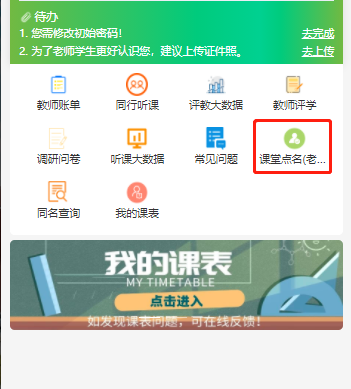 待办
1. 您需修改初始密码！ 去完成
2. 为了老师学生更好认识您，建议上传证件照。 去上传
教师账单 同行听课 评教大数据 教师评学
调研问卷 听课大数据 常见问题 课堂点名(老...
同名查询 我的课表
我的课表
MY TIMETABLE
点击进入
如发现课表问题，可在线反馈！